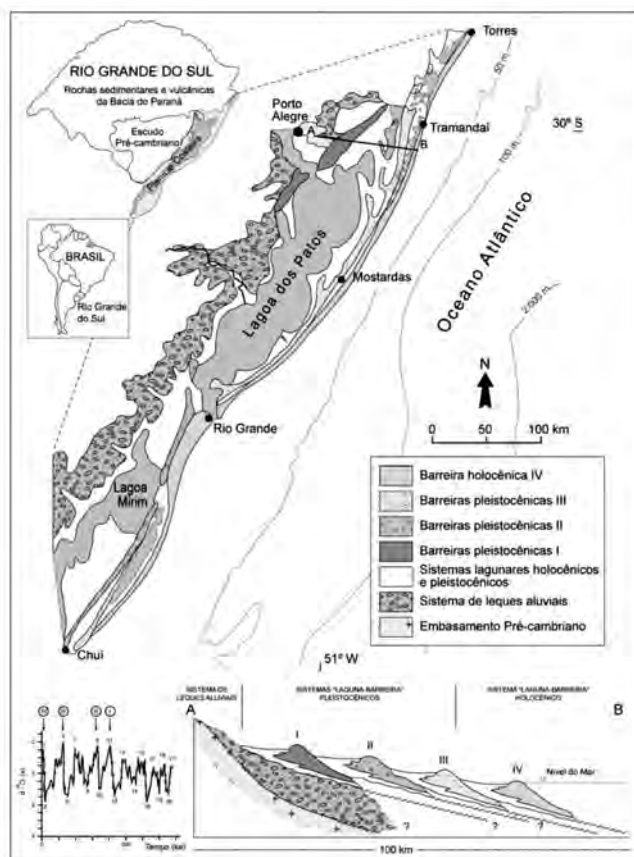 RIO GRANDE DO SUL
Rochas sedimentares e vulcânicas
da Bacia do Paraná
Escudo
Pré-cambriano
Planície Costeira
BRASIL
Rio Grande
do Sul
Torres
Porto
Alegre
A
B
Tramandaí
30º S
50 m
100 m
2.000 m
Oceano Atlântico
Lagoa dos Patos
Mostardas
N
0 50 100 km
Rio Grande
Lagoa
Mirim
Chuí
51º W
Barreira holocênica IV
Barreiras pleistocênicas III
Barreiras pleistocênicas II
Barreiras pleistocênicas I
Sistemas lagunares holocênicos
e pleistocênicos
Sistema de leques aluviais
Embasamento Pré-cambriano
SISTEMA DE
LEQUES ALUVIAIS
SISTEMAS "LAGUNA-BARREIRA"
PLEISTOCÊNICOS
SISTEMA "LAGUNA-BARREIRA"
HOLOCÊNICO
A
B
I
II
III
IV
Nível do Mar
? ? ?
100 km
Tempo (ka)